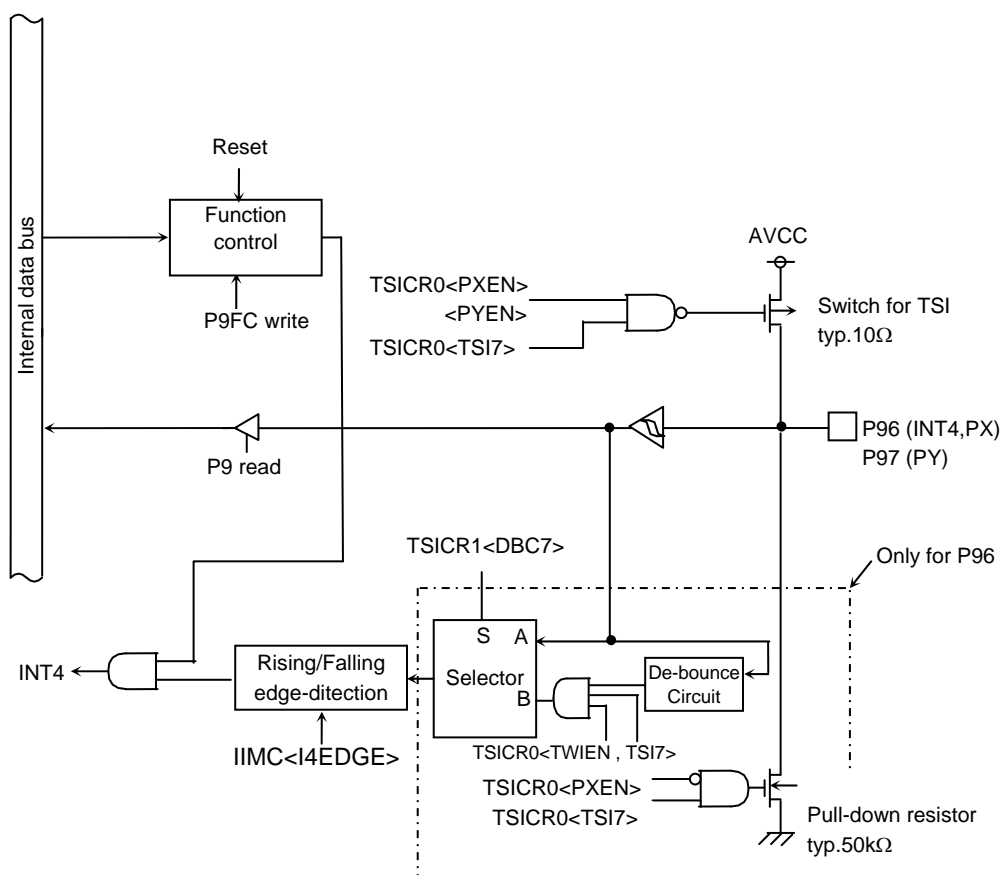 Reset
Internal data bus
Function
control
P9FC write
AVCC
TSICR0<PXEN>
<PYEN>
TSICR0<TSI7>
Switch for TSI
typ.10Ω
P9 read
P96 (INT4,PX)
P97 (PY)
TSICR1<DBC7>
Only for P96
S
A
Selector
B
De-bounce
Circuit
INT4
Rising/Falling
edge-ditection
IIMC<I4EDGE>
TSICR0<TWIEN , TSI7>
TSICR0<PXEN>
TSICR0<TSI7>
Pull-down resistor
typ.50kΩ